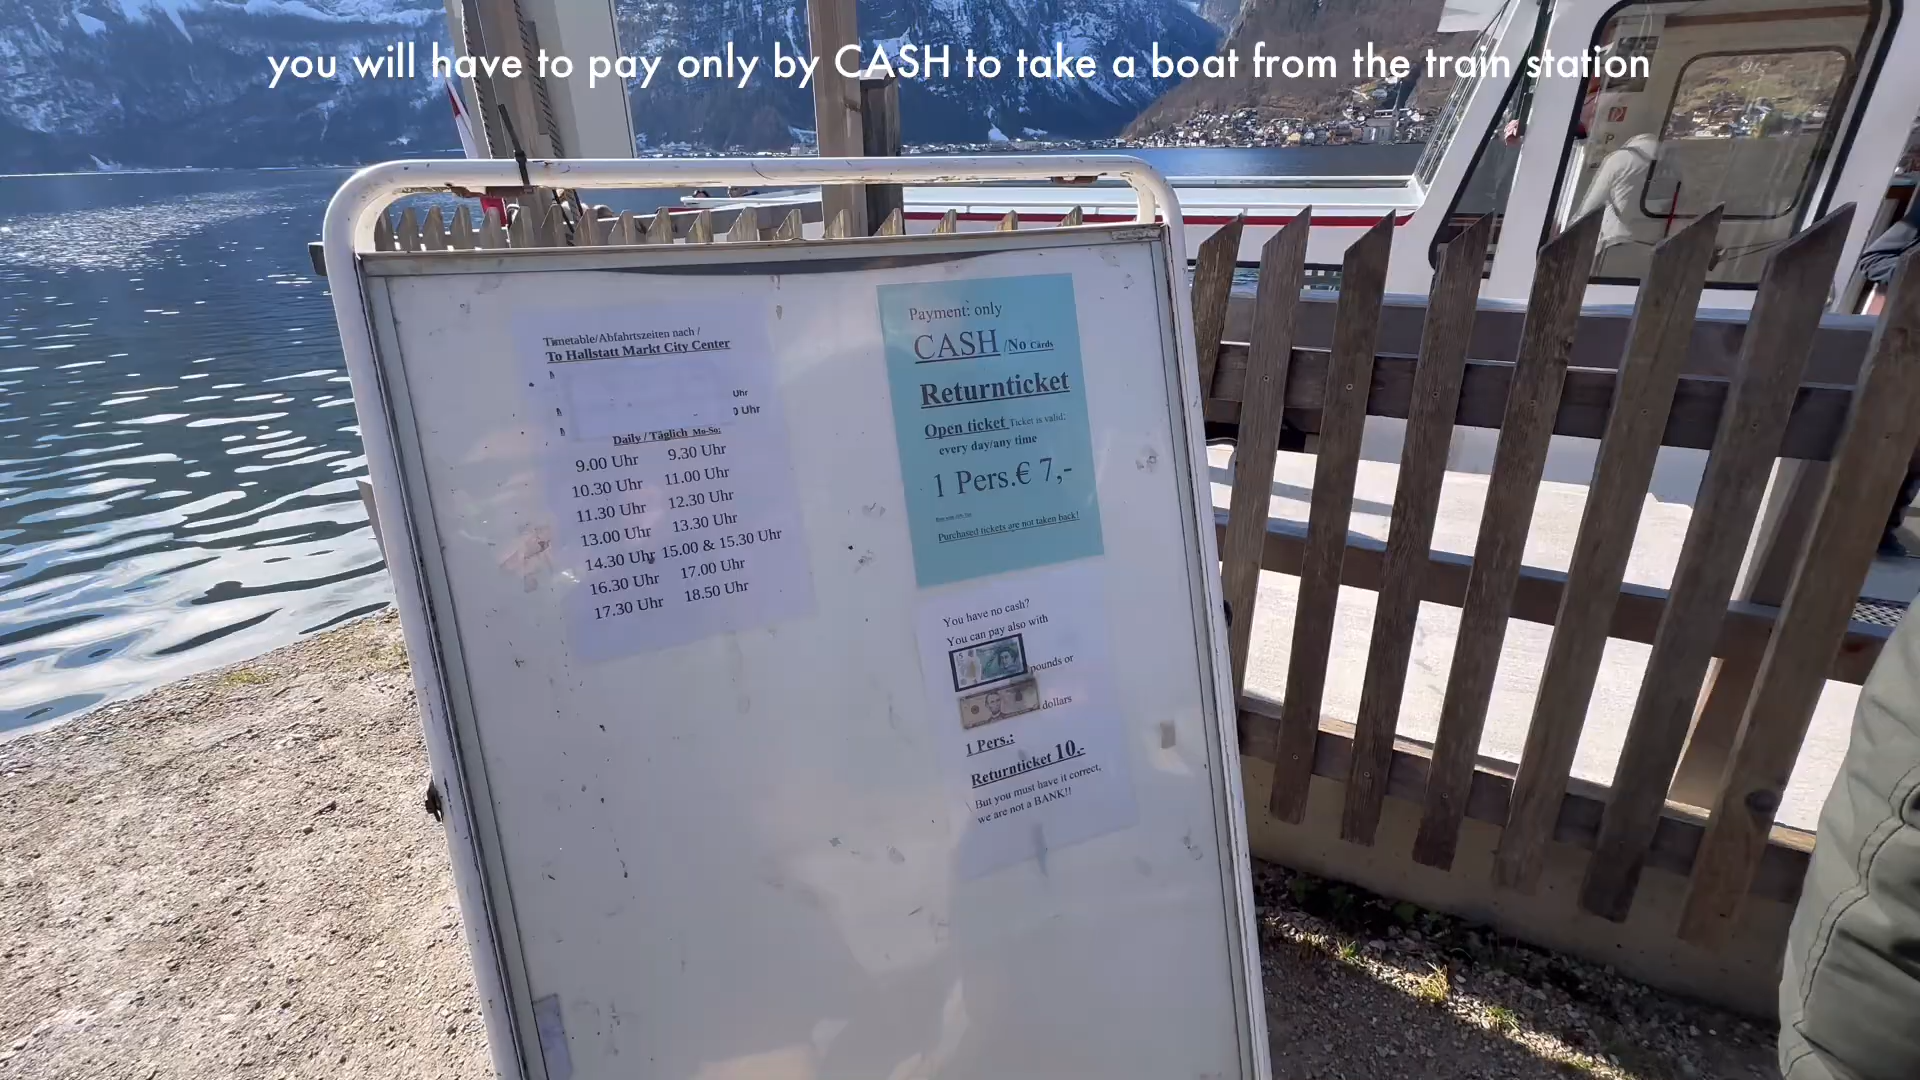 you will have to pay only by CASH to take a boat from the train station
Timetable/Abfahrtszeiten nach /
To Hallstatt Markt City Center
Uhr
Uhr
Daily / Täglich Mo-So:
9.00 Uhr 9.30 Uhr
10.30 Uhr 11.00 Uhr
11.30 Uhr 12.30 Uhr
13.00 Uhr 13.30 Uhr
14.30 Uhr 15.00 & 15.30 Uhr
16.30 Uhr 17.00 Uhr
17.30 Uhr 18.50 Uhr
Payment: only
CASH /No Cards
Returnticket
Open ticket Ticket is valid:
every day/any time
1 Pers.€ 7,-
Purchased tickets are not taken back!
You have no cash?
You can pay also with
pounds or
dollars
1 Pers.:
Returnticket 10.-
But you must have it correct,
we are not a BANK!!